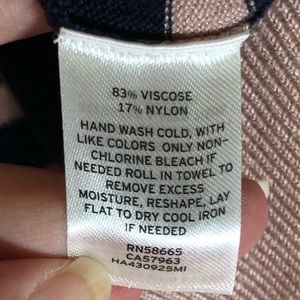 83% VISCOSE
17% NYLON
HAND WASH COLD, WITH
LIKE COLORS ONLY NON-
CHLORINE BLEACH IF
NEEDED ROLL IN TOWEL TO
REMOVE EXCESS
MOISTURE, RESHAPE, LAY
FLAT TO DRY COOL IRON
IF NEEDED
RN58665
CA57963
HA430925MI